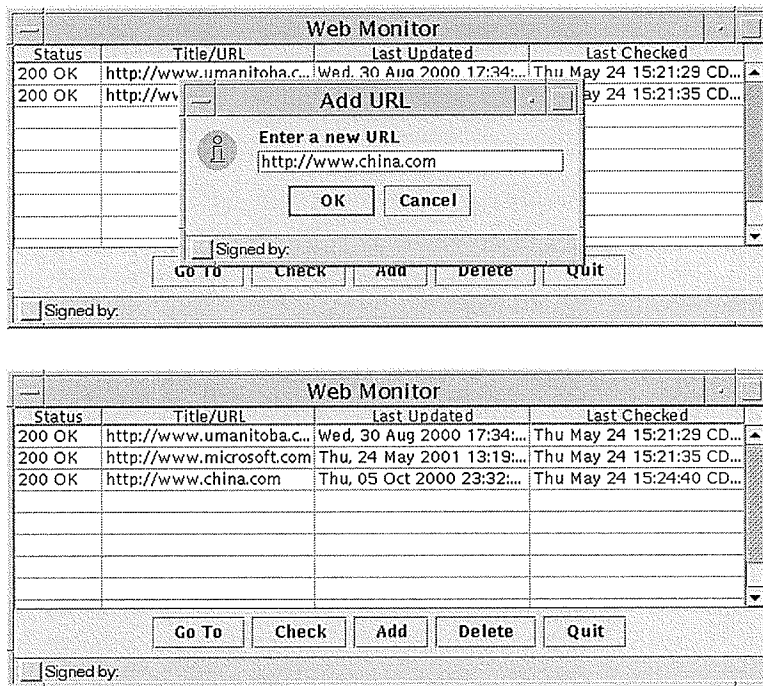 Web Monitor
Status Title/URL Last Updated Last Checked
200 OK http://www.umanitoba.c... Wed, 30 Aug 2000 17:34:... Thu May 24 15:21:29 CD...
200 OK http://w ay 24 15:21:35 CD...
Add URL
Enter a new URL
http://www.china.com
OK Cancel
Signed by:
Go To Check Add Delete Quit
Signed by:
Web Monitor
Status Title/URL Last Updated Last Checked
200 OK http://www.umanitoba.c... Wed, 30 Aug 2000 17:34:... Thu May 24 15:21:29 CD...
200 OK http://www.microsoft.com Thu, 24 May 2001 13:19:... Thu May 24 15:21:35 CD...
200 OK http://www.china.com Thu, 05 Oct 2000 23:32:... Thu May 24 15:24:40 CD...
Go To Check Add Delete Quit
Signed by: